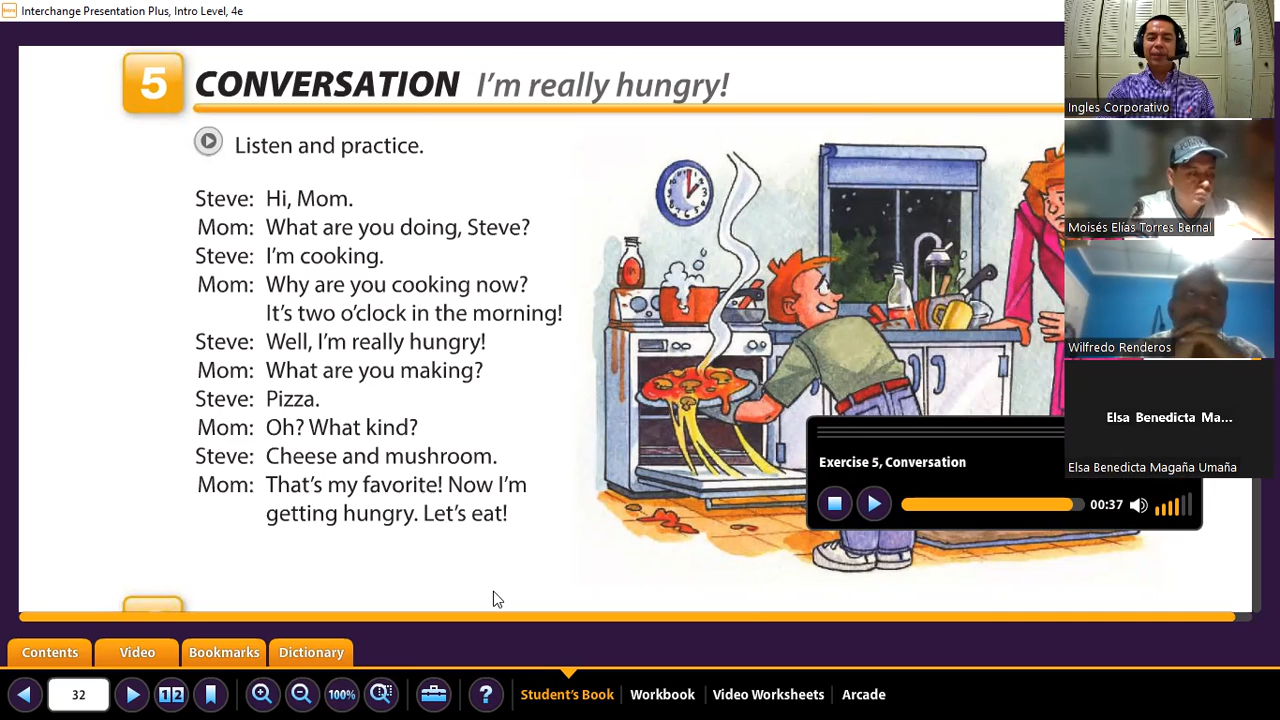 Interchange Presentation Plus, Intro Level, 4e
5 CONVERSATION I'm really hungry!
Listen and practice.
Steve: Hi, Mom.
Mom: What are you doing, Steve?
Steve: I'm cooking.
Mom: Why are you cooking now?
It's two o'clock in the morning!
Steve: Well, I'm really hungry!
Mom: What are you making?
Steve: Pizza.
Mom: Oh? What kind?
Steve: Cheese and mushroom.
Mom: That's my favorite! Now I'm
getting hungry. Let's eat!
Ingles Corporativo
Moisés Elías Torres Bernal
Wilfredo Renderos
Elsa Benedicta Ma...
Elsa Benedicta Magaña Umaña
Exercise 5, Conversation
00:37
Contents Video Bookmarks Dictionary
32 1 2 100% ? Student's Book Workbook Video Worksheets Arcade